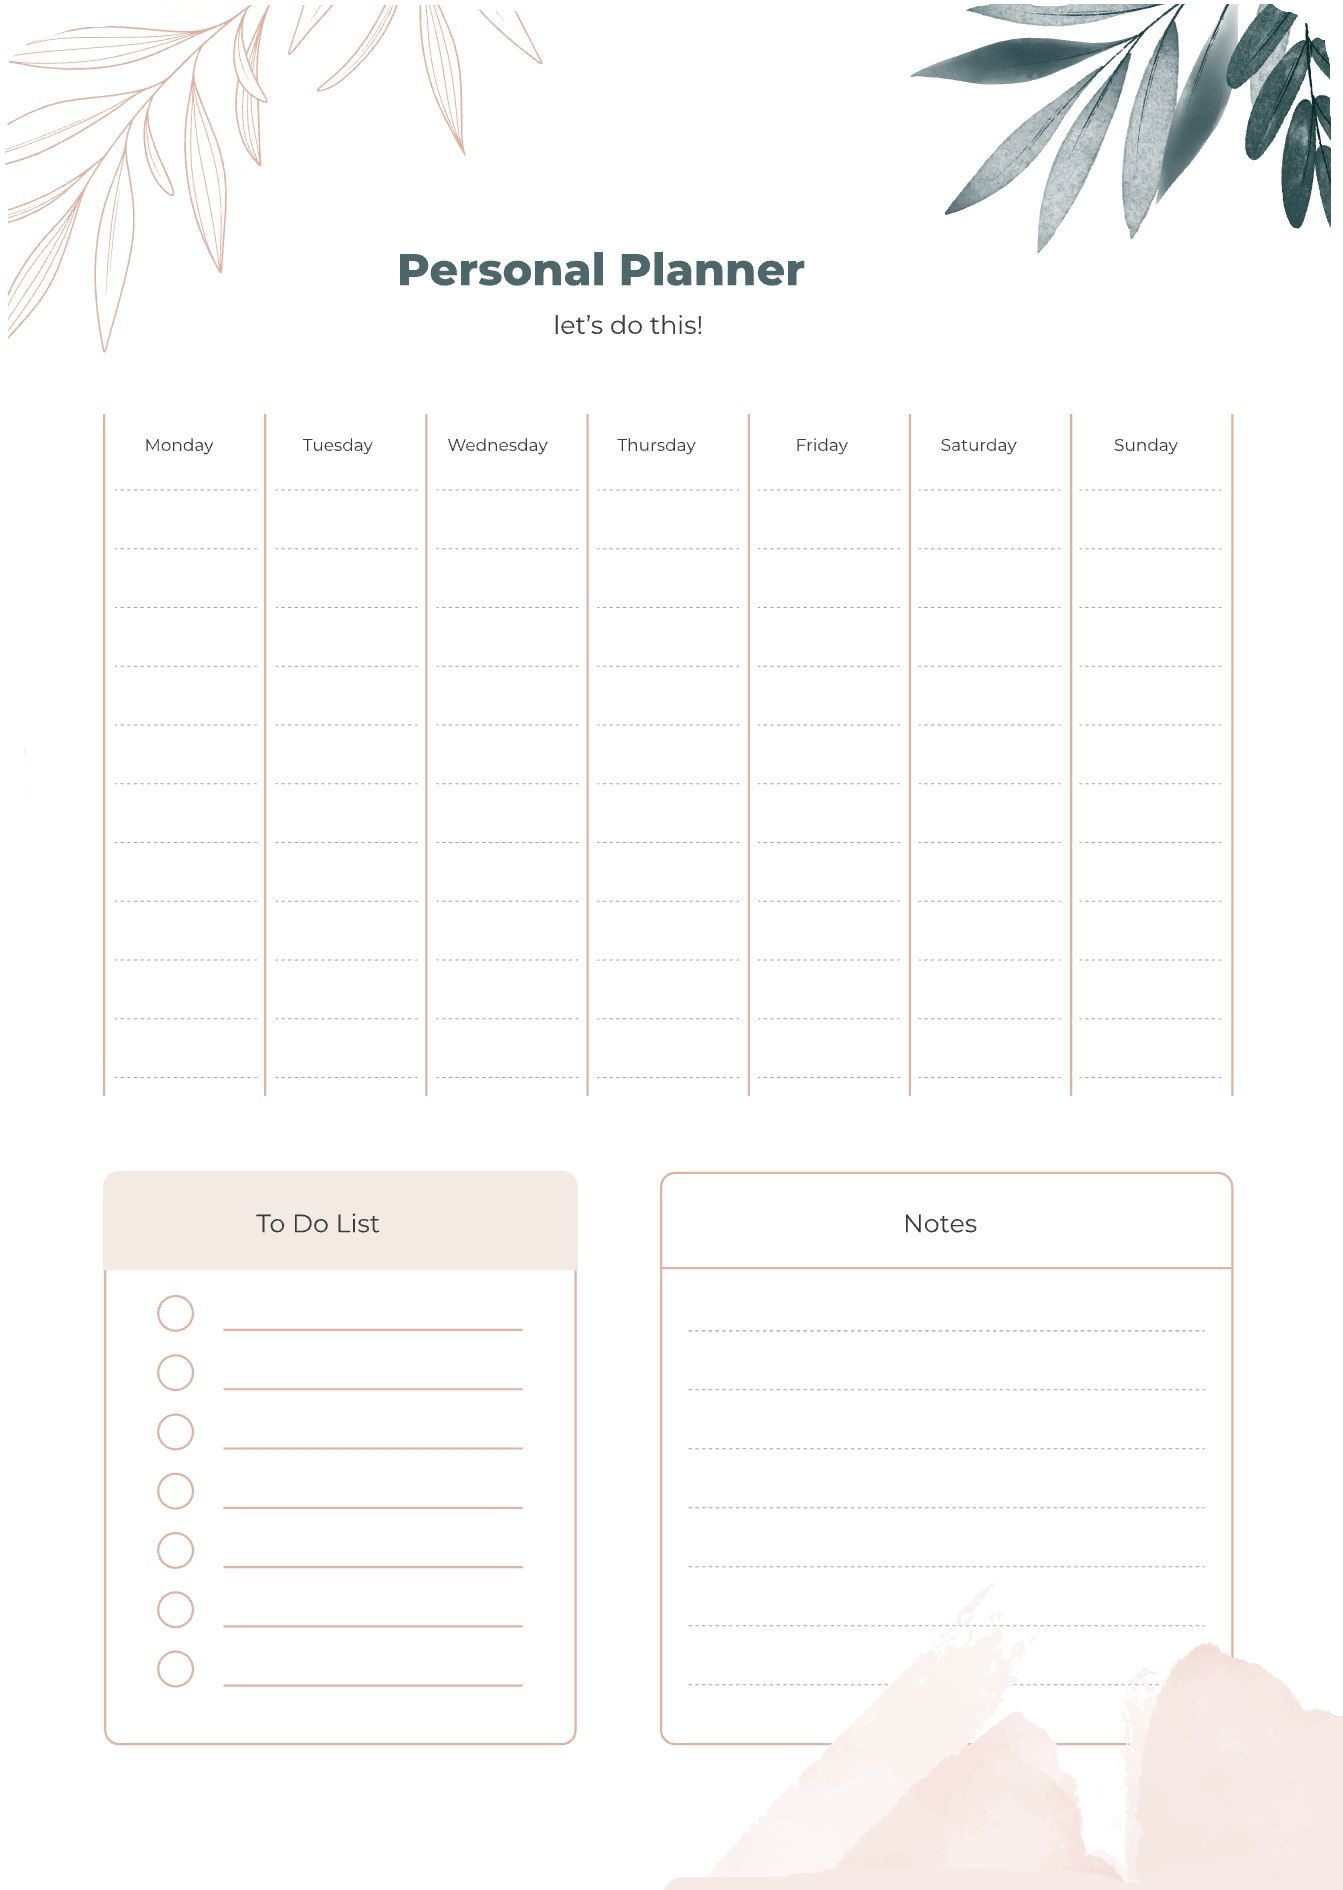 Personal Planner
let’s do this!
Monday Tuesday Wednesday Thursday Friday Saturday Sunday
To Do List
Notes